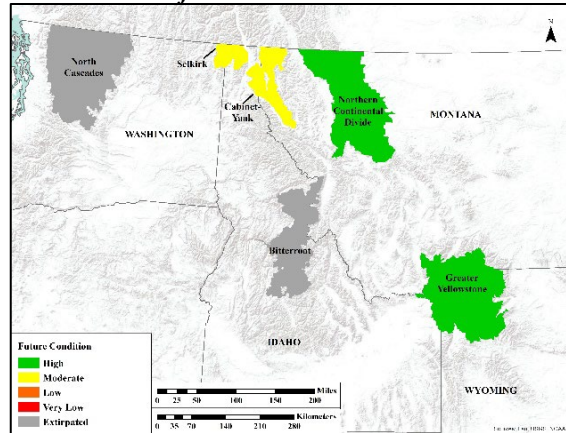 N
North
Cascades
Selkirk
Cabinet-
Yaak
Northern
Continental
Divide
MONTANA
WASHINGTON
Bitterroot
Greater
Yellowstone
IDAHO
WYOMING
Future Condition
High
Moderate
Low
Very Low
Extirpated
Miles
0 25 50 100 150 200
Kilometers
0 35 70 140 210 280